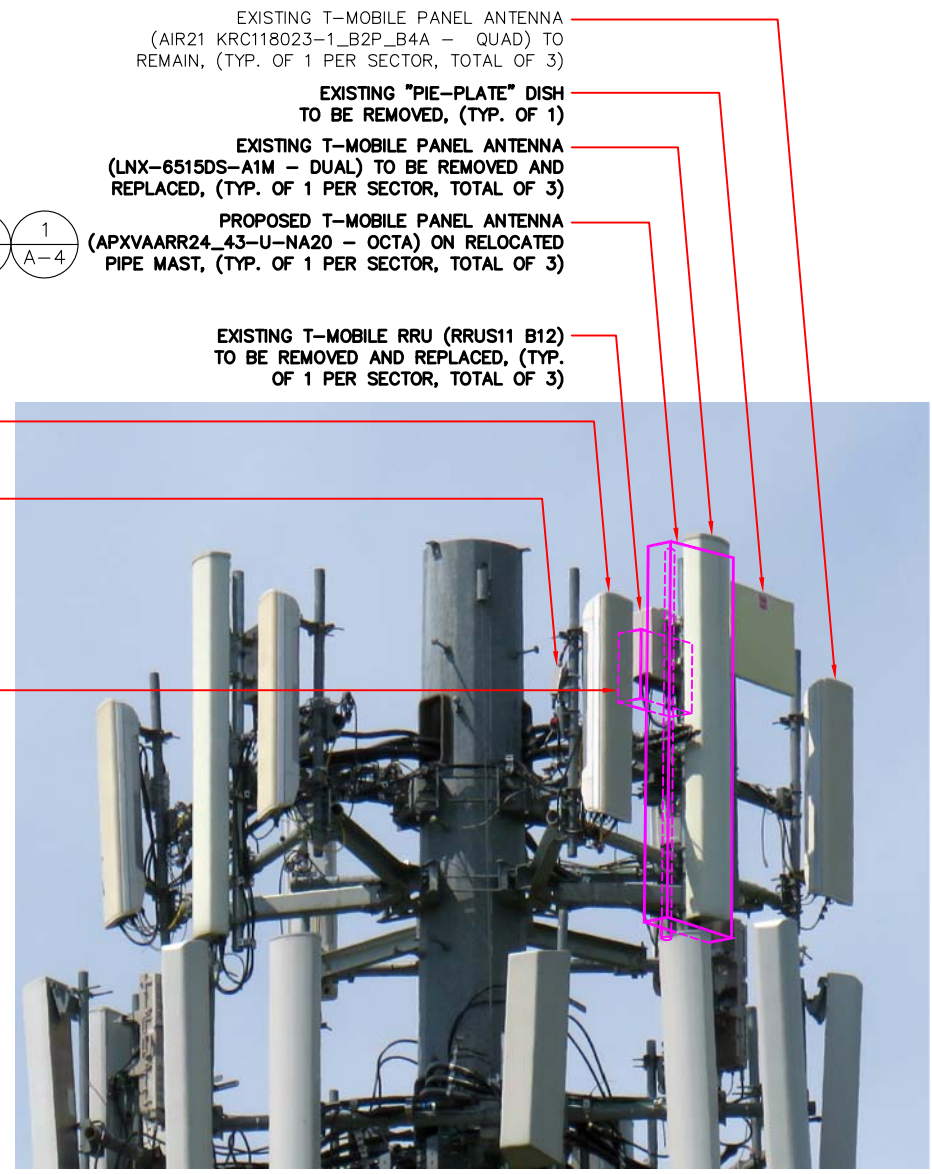 EXISTING T-MOBILE PANEL ANTENNA
(AIR21 KRC118023-1_B2P_B4A - QUAD) TO
REMAIN, (TYP. OF 1 PER SECTOR, TOTAL OF 3)
EXISTING "PIE-PLATE" DISH
TO BE REMOVED, (TYP. OF 1)
EXISTING T-MOBILE PANEL ANTENNA
(LNX-6515DS-A1M - DUAL) TO BE REMOVED AND
REPLACED, (TYP. OF 1 PER SECTOR, TOTAL OF 3)
1
A-4
PROPOSED T-MOBILE PANEL ANTENNA
(APXVAARR24_43-U-NA20 - OCTA) ON RELOCATED
PIPE MAST, (TYP. OF 1 PER SECTOR, TOTAL OF 3)
EXISTING T-MOBILE RRU (RRUS11 B12)
TO BE REMOVED AND REPLACED, (TYP.
OF 1 PER SECTOR, TOTAL OF 3)